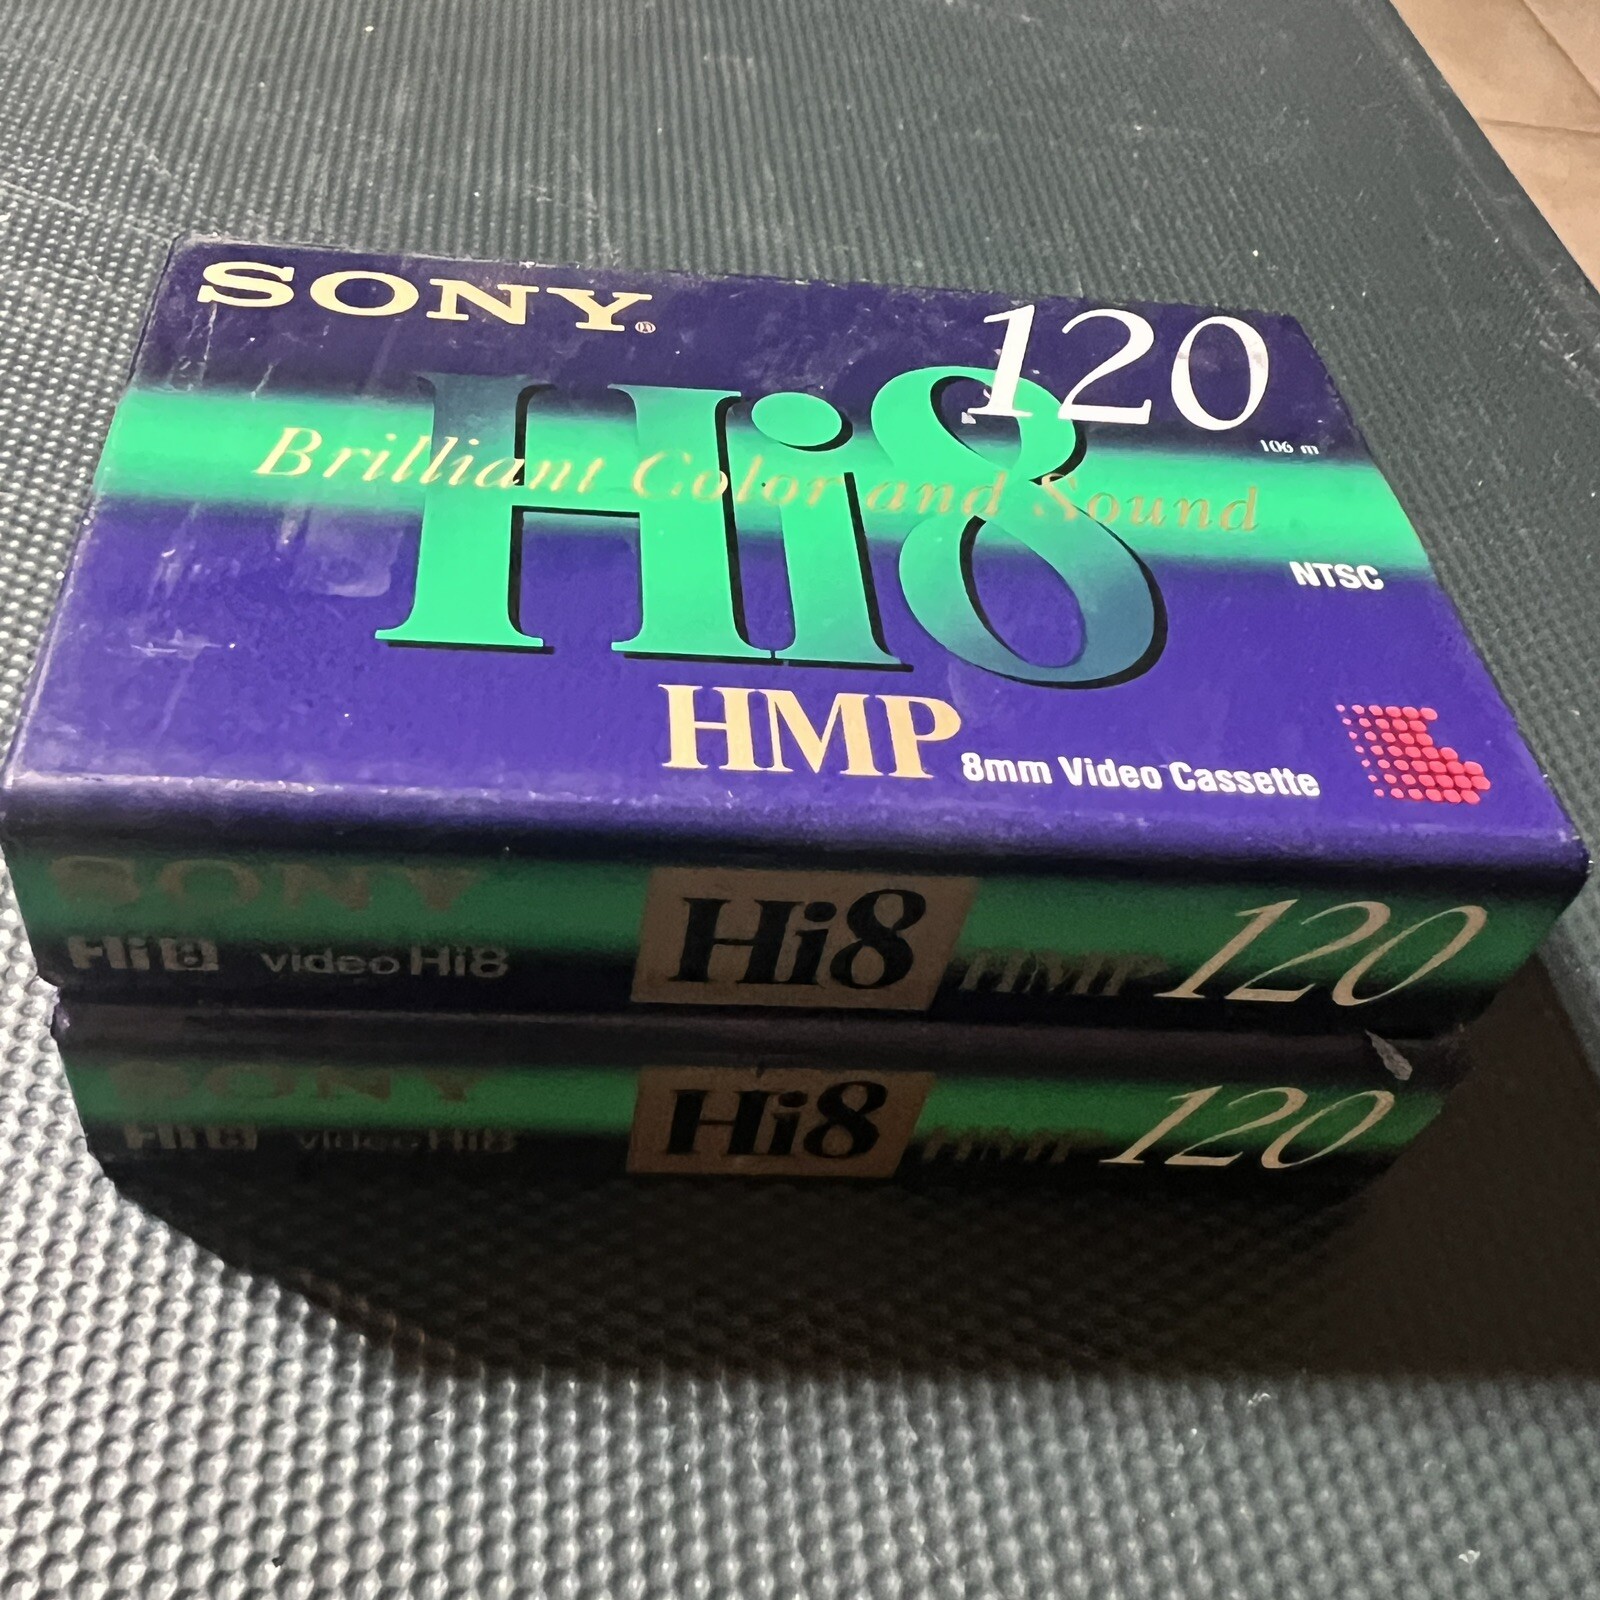 SONY®
120
106 m
Hi8
Brilliant Color and Sound
NTSC
HMP
8mm Video Cassette
SONY
Hi8 video Hi8
Hi8
HMP 120
SONY
Hi8 video Hi8
Hi8
HMP 120